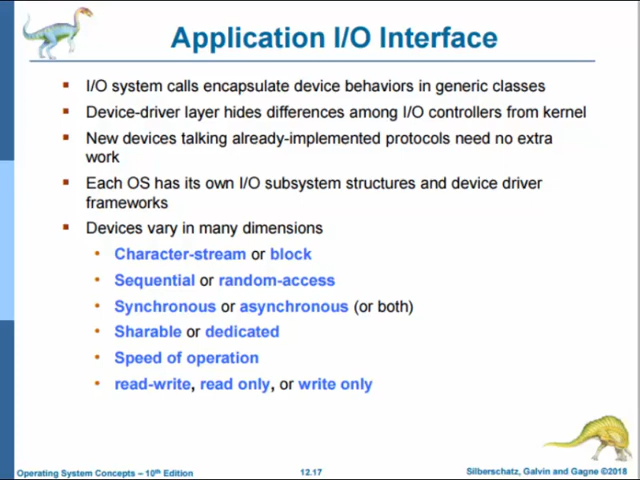 Application I/O Interface
I/O system calls encapsulate device behaviors in generic classes
Device-driver layer hides differences among I/O controllers from kernel
New devices talking already-implemented protocols need no extra
work
Each OS has its own I/O subsystem structures and device driver
frameworks
Devices vary in many dimensions
Character-stream or block
Sequential or random-access
Synchronous or asynchronous (or both)
Sharable or dedicated
Speed of operation
read-write, read only, or write only
Operating System Concepts – 10th Edition
12.17
Silberschatz, Galvin and Gagne ©2018